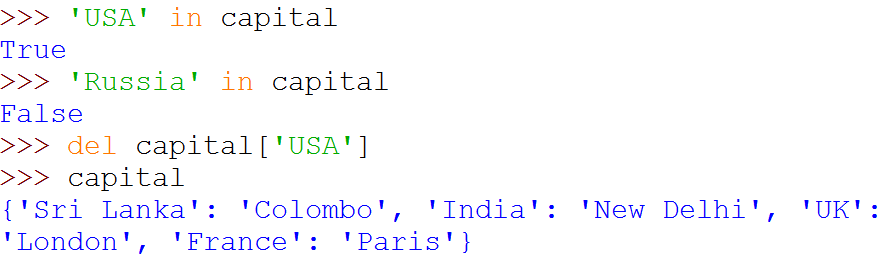 >>> 'USA' in capital
True
>>> 'Russia' in capital
False
>>> del capital['USA']
>>> capital
{'Sri Lanka': 'Colombo', 'India': 'New Delhi', 'UK':
'London', 'France': 'Paris'}